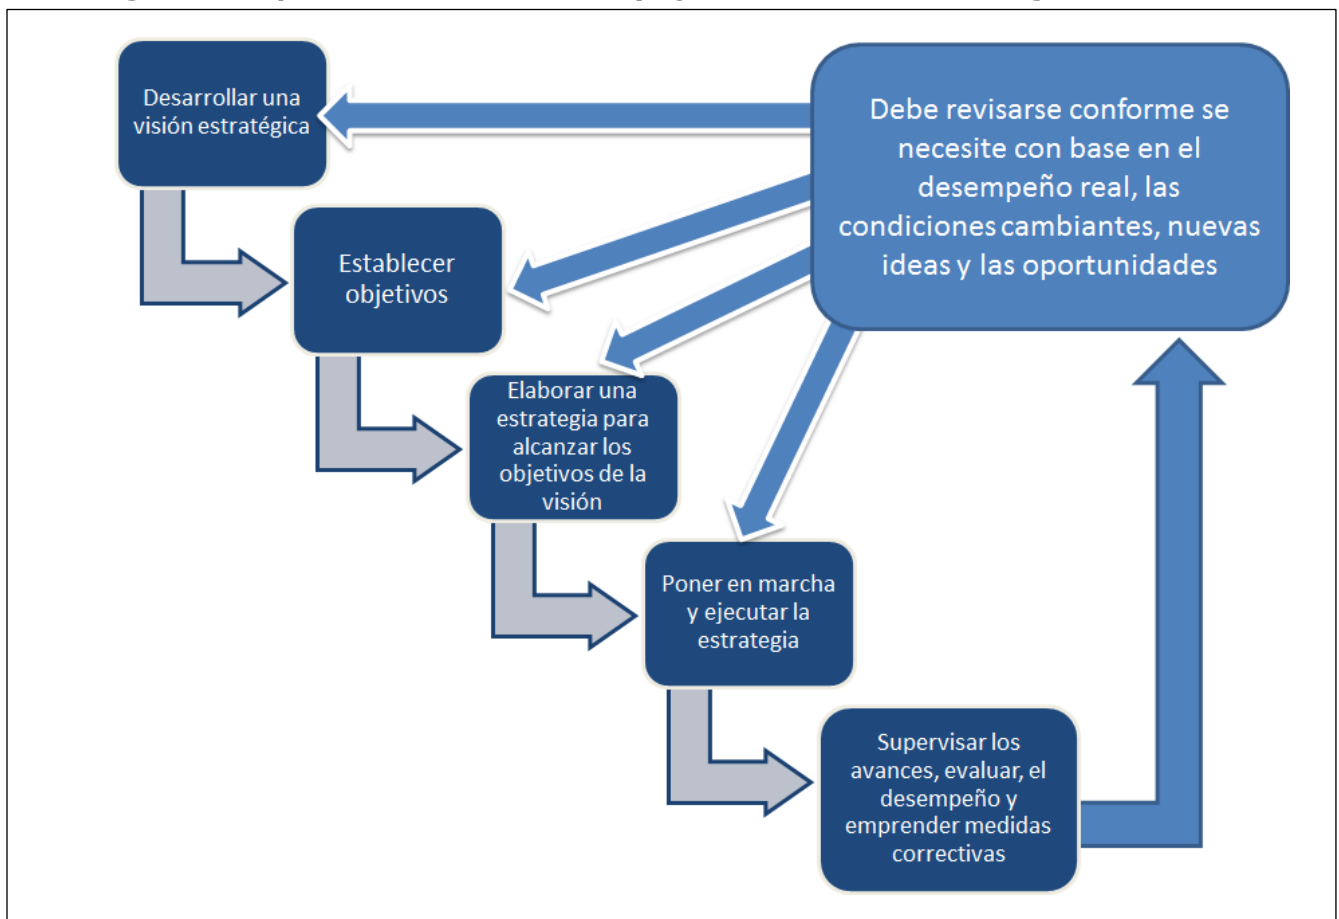 Desarrollar una
visión estratégica
Debe revisarse conforme se
necesite con base en el
desempeño real, las
condiciones cambiantes, nuevas
ideas y las oportunidades
Establecer
objetivos
Elaborar una
estrategia para
alcanzar los
objetivos de la
visión
Poner en marcha
y ejecutar la
estrategia
Supervisar los
avances, evaluar, el
desempeño y
emprender medidas
correctivas